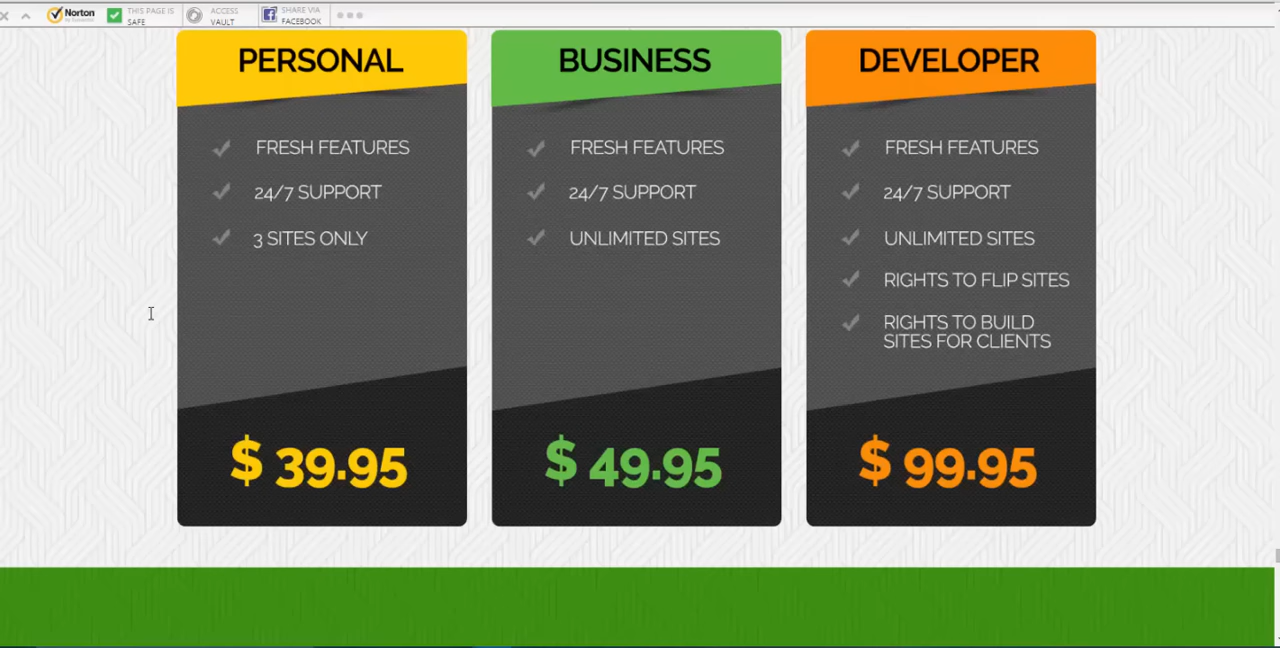 Norton
by Symantec
THIS PAGE IS
SAFE
ACCESS
VAULT
SHARE VIA
FACEBOOK
PERSONAL
FRESH FEATURES
24/7 SUPPORT
3 SITES ONLY
$ 39.95
BUSINESS
FRESH FEATURES
24/7 SUPPORT
UNLIMITED SITES
$ 49.95
DEVELOPER
FRESH FEATURES
24/7 SUPPORT
UNLIMITED SITES
RIGHTS TO FLIP SITES
RIGHTS TO BUILD
SITES FOR CLIENTS
$ 99.95